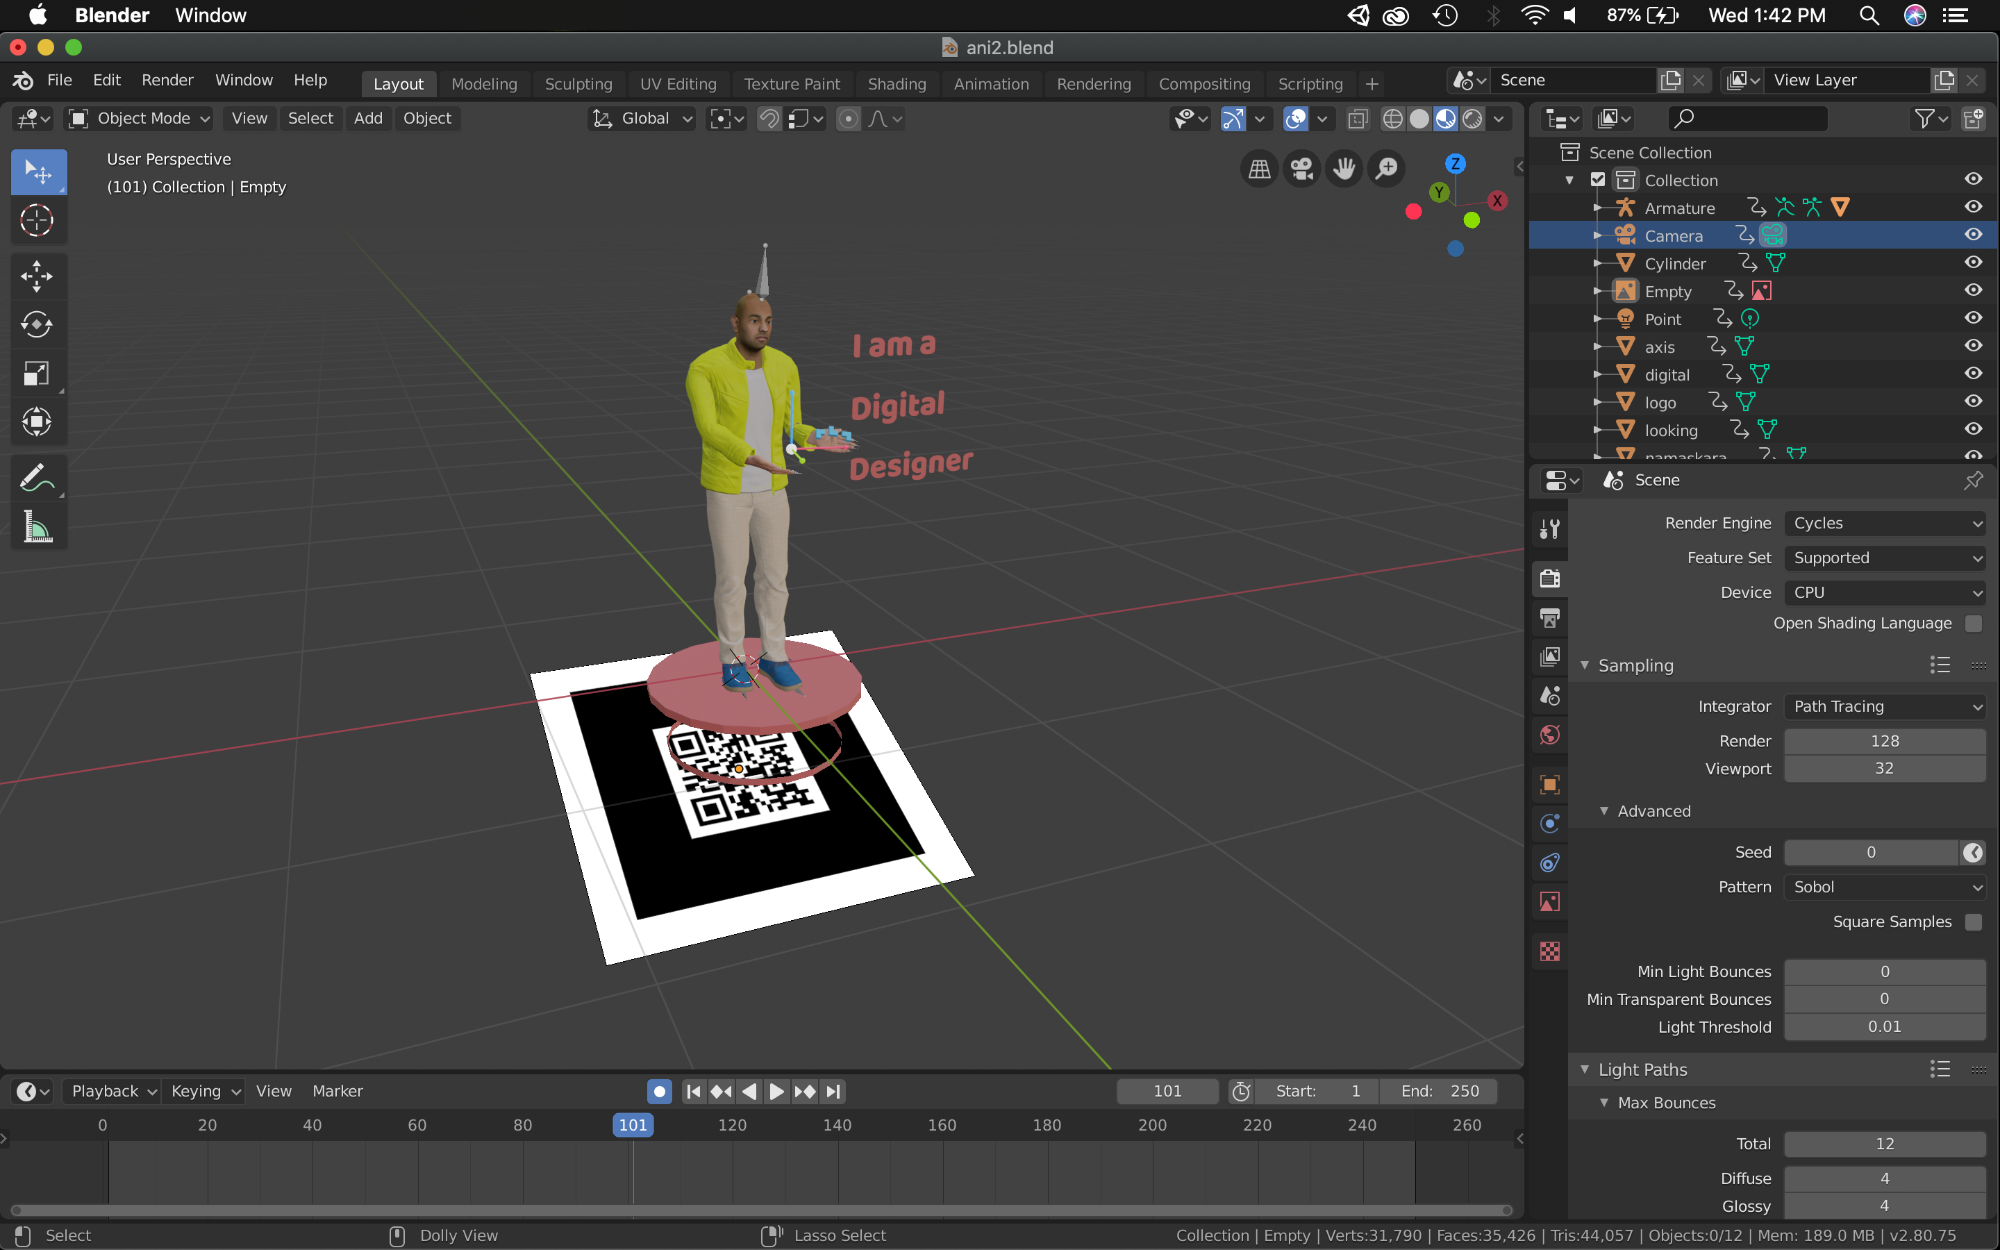 Blender Window 87% Wed 1:42 PM
ani2.blend
File Edit Render Window Help Layout Modeling Sculpting UV Editing Texture Paint Shading Animation Rendering Compositing Scripting + Scene View Layer
Object Mode View Select Add Object Global
User Perspective
(101) Collection | Empty
Z
Y
X
I am a
Digital
Designer
Scene Collection
Collection
Armature
Camera
Cylinder
Empty
Point
axis
digital
logo
looking
namaskara
Scene
Render Engine Cycles
Feature Set Supported
Device CPU
Open Shading Language
Sampling
Integrator Path Tracing
Render 128
Viewport 32
Advanced
Seed 0
Pattern Sobol
Square Samples
Min Light Bounces 0
Min Transparent Bounces 0
Light Threshold 0.01
Light Paths
Max Bounces
Total 12
Diffuse 4
Glossy 4
Playback Keying View Marker 101 Start: 1 End: 250
0 20 40 60 80 101 120 140 160 180 200 220 240 260
Select Dolly View Lasso Select Collection | Empty | Verts:31,790 | Faces:35,426 | Tris:44,057 | Objects:0/12 | Mem: 189.0 MB | v2.80.75